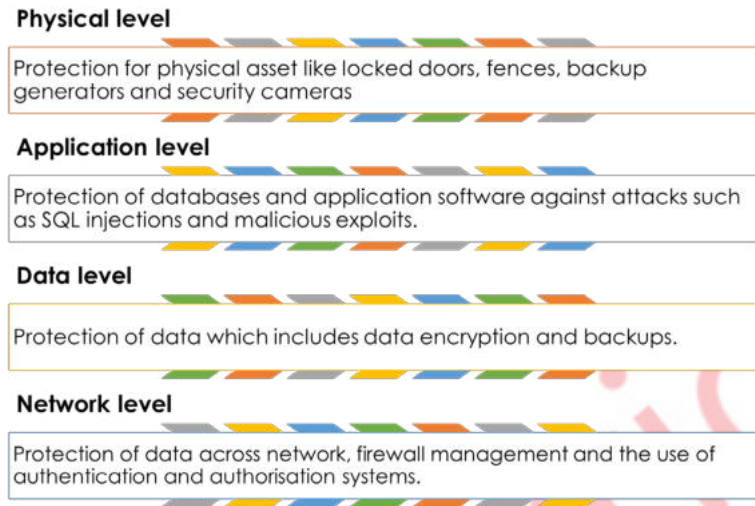 Physical level
Protection for physical asset like locked doors, fences, backup
generators and security cameras
Application level
Protection of databases and application software against attacks such
as SQL injections and malicious exploits.
Data level
Protection of data which includes data encryption and backups.
Network level
Protection of data across network, firewall management and the use of
authentication and authorisation systems.